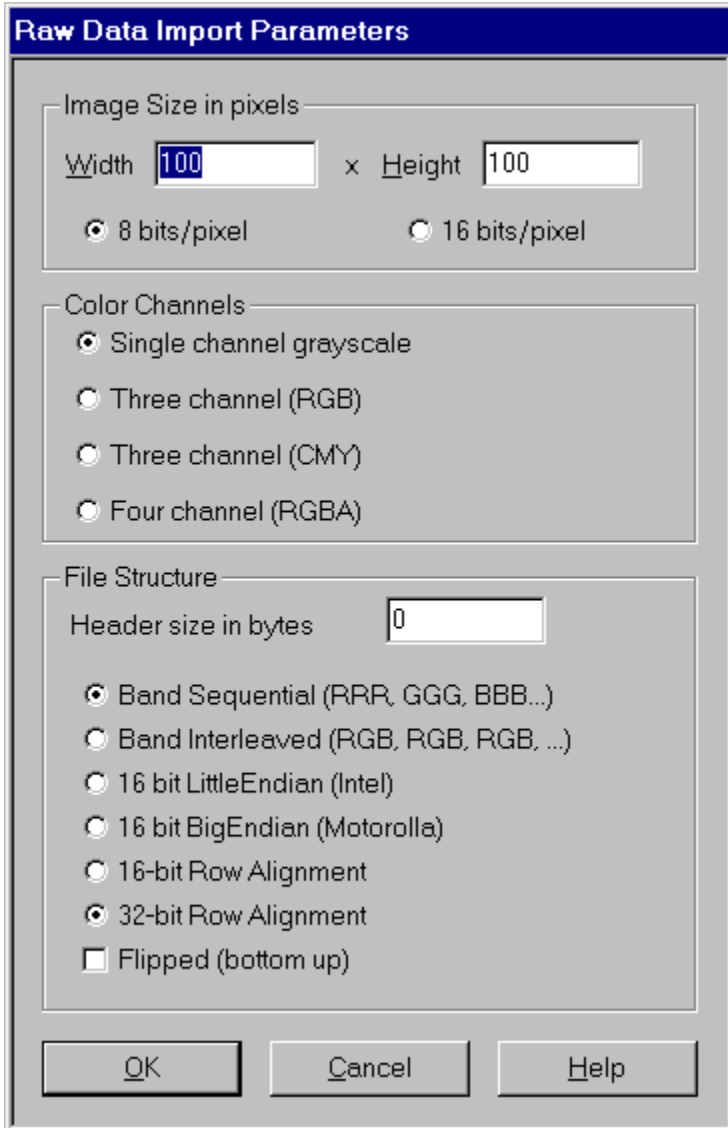 Raw Data Import Parameters
Image Size in pixels
Width 100 x Height 100
8 bits/pixel 16 bits/pixel
Color Channels
Single channel grayscale
Three channel (RGB)
Three channel (CMY)
Four channel (RGBA)
File Structure
Header size in bytes 0
Band Sequential (RRR, GGG, BBB...)
Band Interleaved (RGB, RGB, RGB, ...)
16 bit LittleEndian (Intel)
16 bit BigEndian (Motorolla)
16-bit Row Alignment
32-bit Row Alignment
Flipped (bottom up)
OK Cancel Help